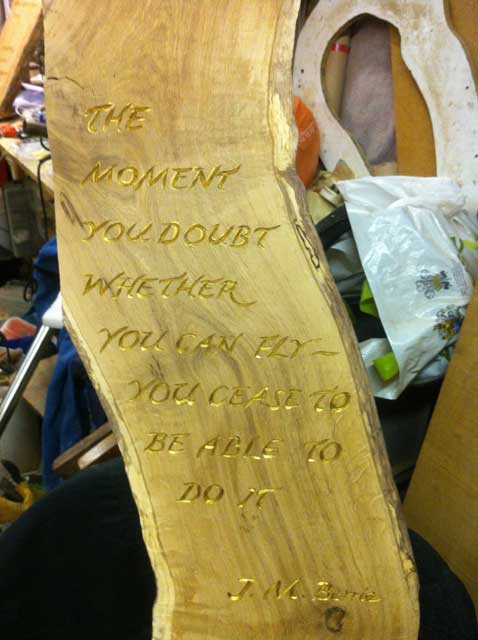 THE
MOMENT
YOU DOUBT
WHETHER
YOU CAN FLY –
YOU CEASE TO
BE ABLE TO
DO IT
J. M. Barrie